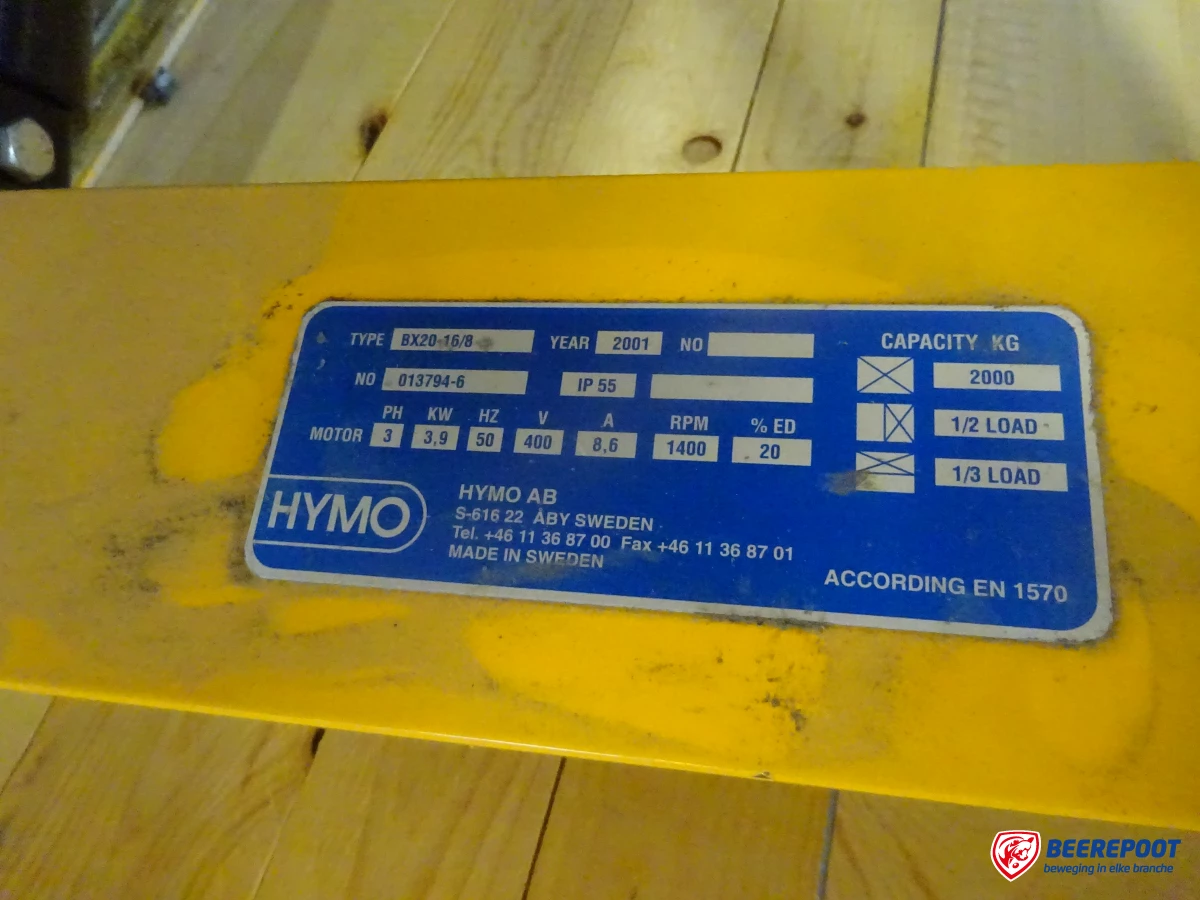 TYPE BX20-16/8 YEAR 2001 NO
NO 013794-6 IP 55
PH KW HZ V A RPM % ED
MOTOR 3 3,9 50 400 8,6 1400 20
CAPACITY KG
2000
1/2 LOAD
1/3 LOAD
HYMO
HYMO AB
S-616 22 ÅBY SWEDEN
Tel. +46 11 36 87 00 Fax +46 11 36 87 01
MADE IN SWEDEN
ACCORDING EN 1570
BEEREPOOT
beweging in elke branche